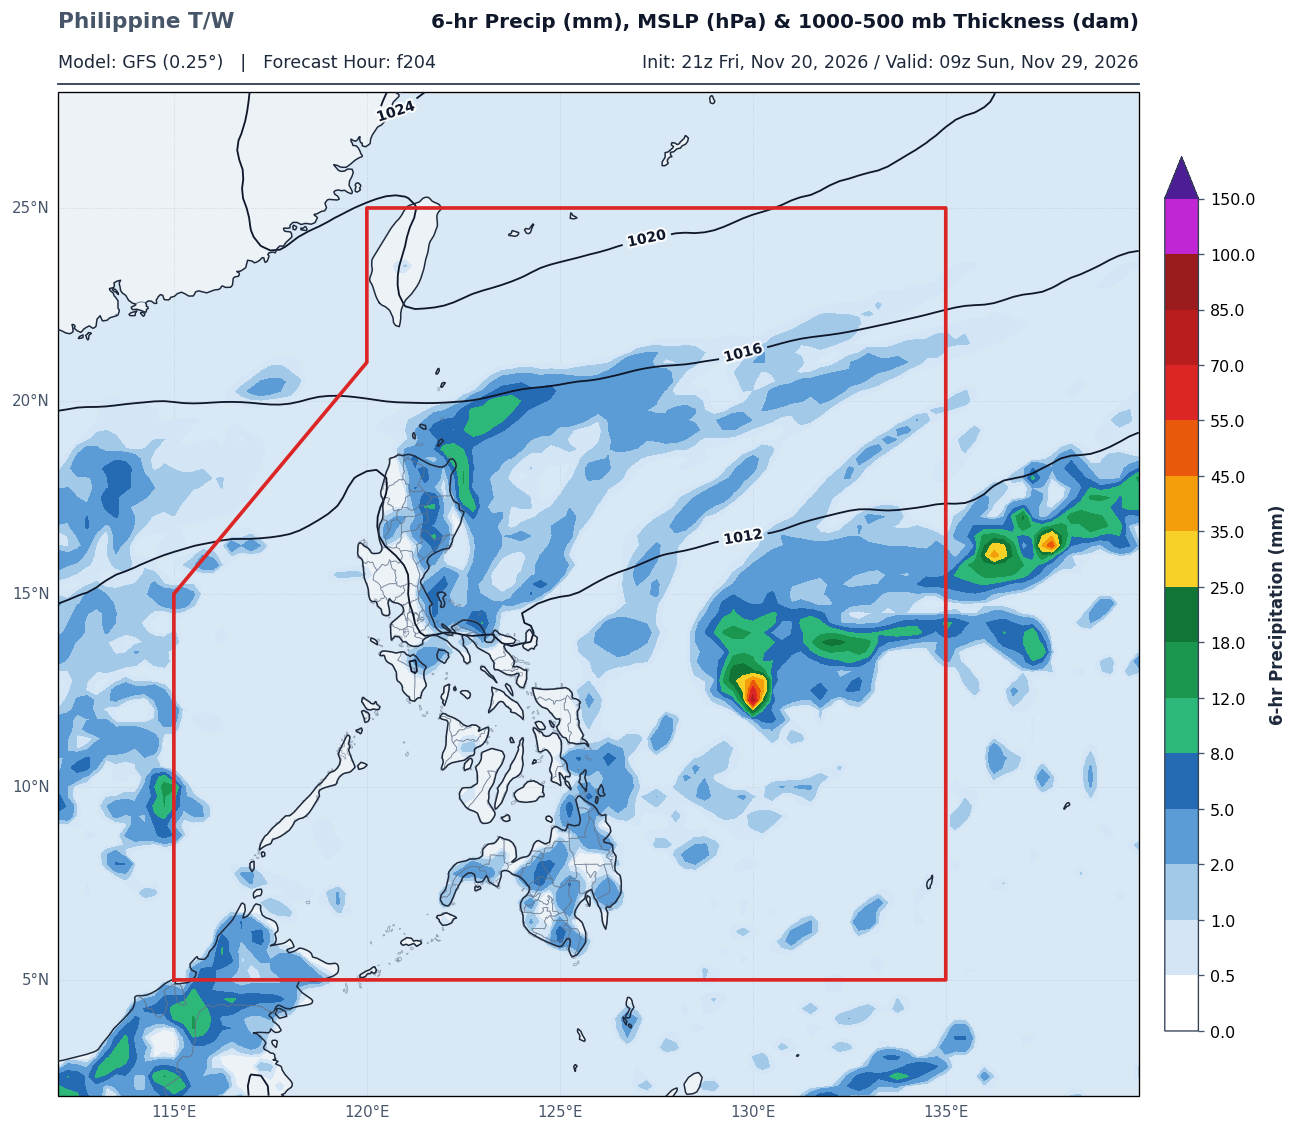 Philippine T/W
6-hr Precip (mm), MSLP (hPa) & 1000-500 mb Thickness (dam)
Model: GFS (0.25°) | Forecast Hour: f204
Init: 21z Fri, Nov 20, 2026 / Valid: 09z Sun, Nov 29, 2026
1024
1020
1016
1012
25°N
20°N
15°N
10°N
5°N
115°E
120°E
125°E
130°E
135°E
150.0
100.0
85.0
70.0
55.0
45.0
35.0
25.0
18.0
12.0
8.0
5.0
2.0
1.0
0.5
0.0
6-hr Precipitation (mm)